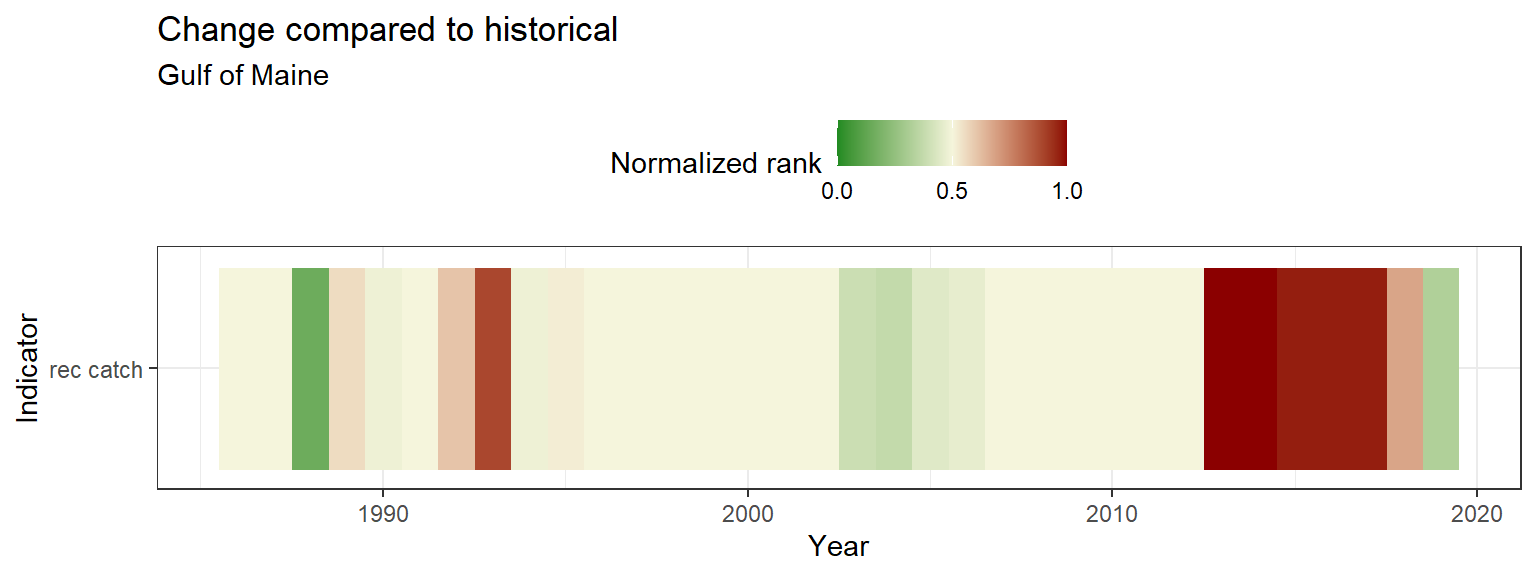 Change compared to historical
Gulf of Maine
Normalized rank
0.0 0.5 1.0
Indicator
rec catch
1990 2000 2010 2020
Year